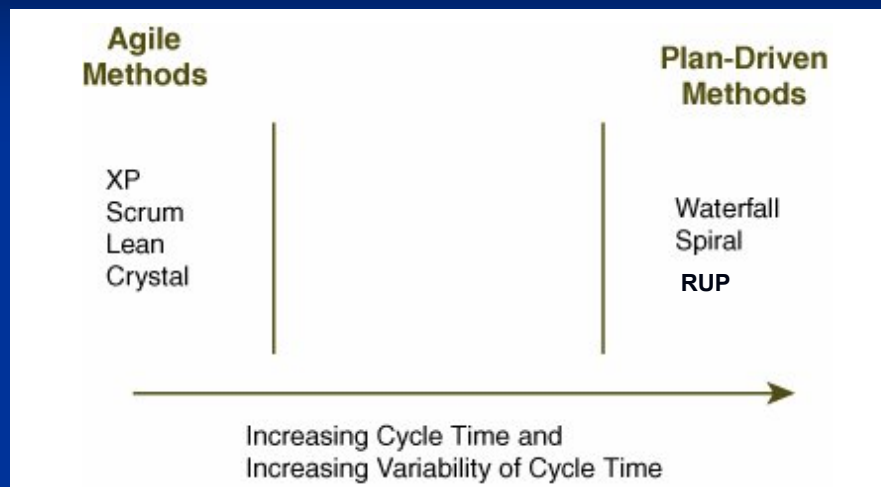 Agile
Methods
Plan-Driven
Methods
XP
Scrum
Lean
Crystal
Waterfall
Spiral
RUP
Increasing Cycle Time and
Increasing Variability of Cycle Time